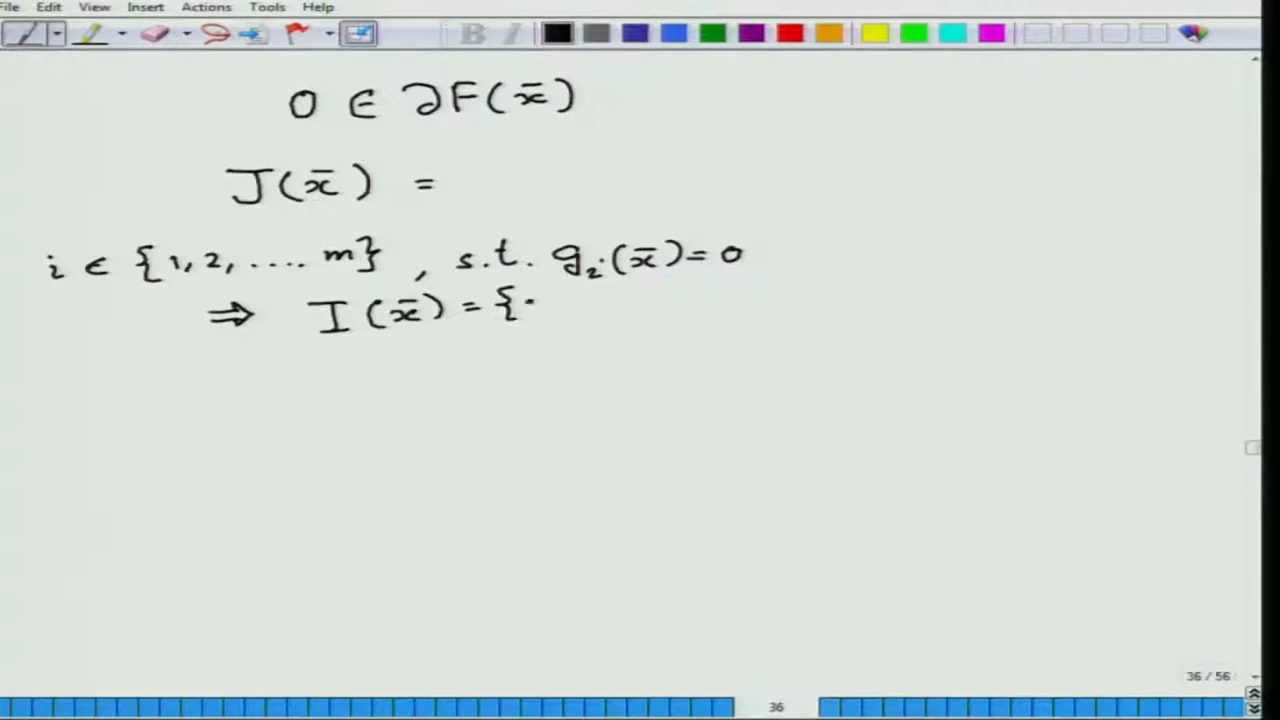 File Edit View Insert Actions Tools Help
B I
0 ∈ ∂F(x̄)
J(x̄) =
i ∈ {1,2,.... m} , s.t. gᵢ(x̄)=0
⇒ I(x̄) = {.
36 / 56
36